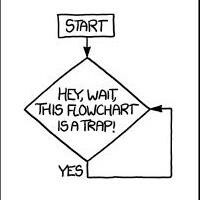 START
HEY, WAIT,
THIS FLOWCHART
IS A TRAP!
YES